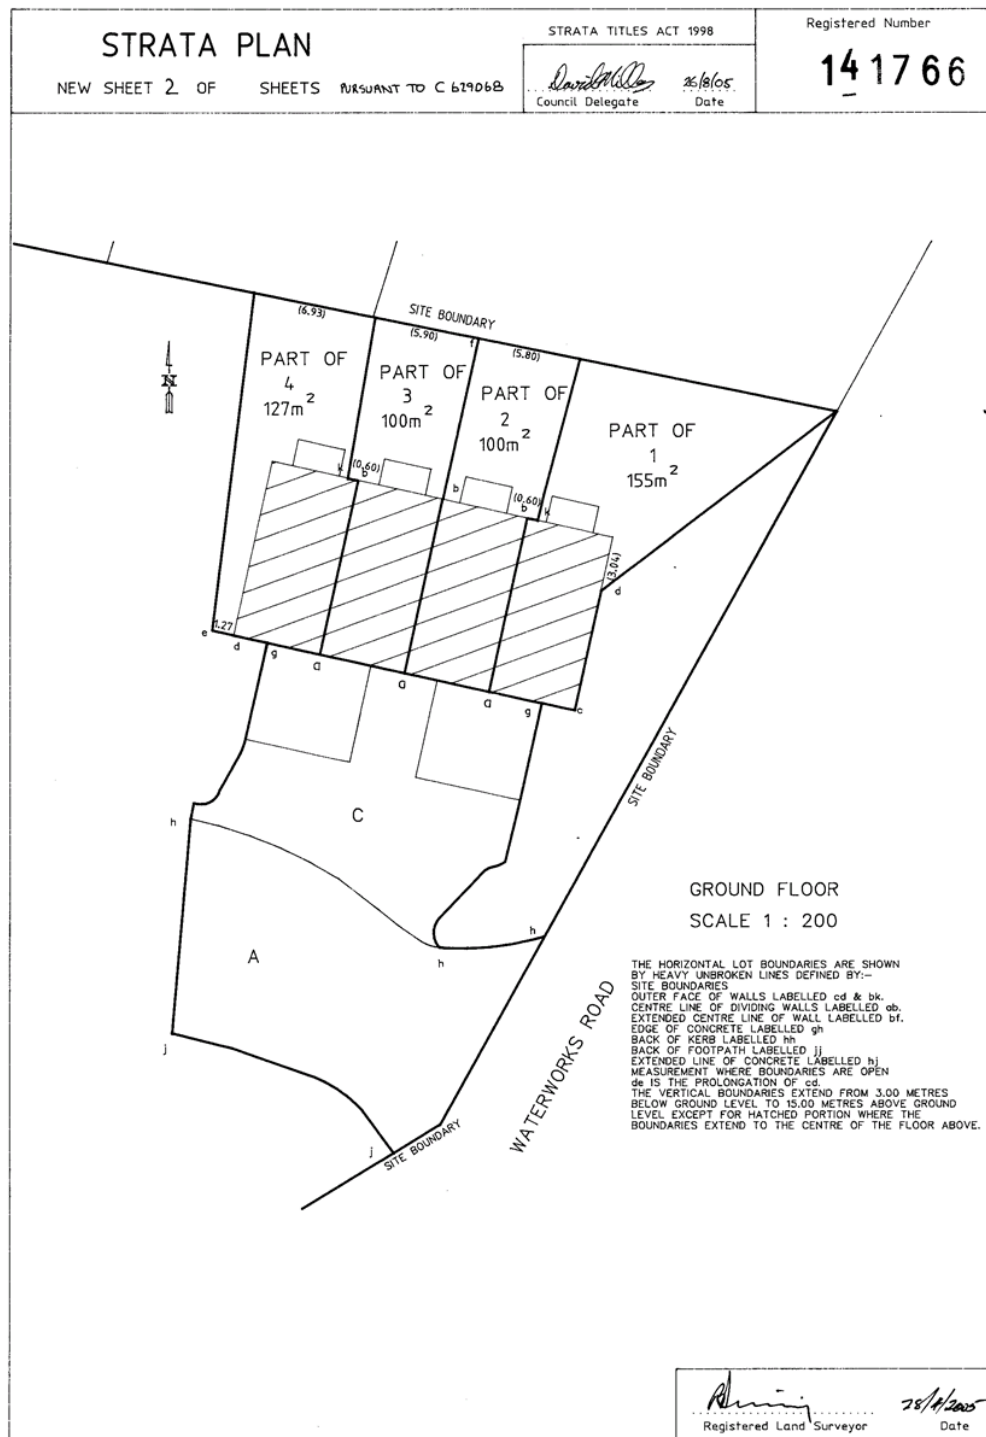 STRATA PLAN
NEW SHEET 2 OF SHEETS PURSUANT TO C 629068
STRATA TITLES ACT 1998
26/8/05
Council Delegate Date
Registered Number
141766
(6.93)
SITE BOUNDARY
(5.90)
f
(5.80)
N
PART OF
4
127m²
PART OF
3
100m²
PART OF
2
100m²
PART OF
1
155m²
k
(0.60)
b
b
(0.60)
b
k
(3.04)
d
e
1.27
d
g
a
a
a
g
c
SITE BOUNDARY
h
C
h
h
A
j
j
SITE BOUNDARY
WATERWORKS ROAD
GROUND FLOOR
SCALE 1 : 200
THE HORIZONTAL LOT BOUNDARIES ARE SHOWN
BY HEAVY UNBROKEN LINES DEFINED BY:-
SITE BOUNDARIES
OUTER FACE OF WALLS LABELLED cd & bk.
CENTRE LINE OF DIVIDING WALLS LABELLED ab.
EXTENDED CENTRE LINE OF WALL LABELLED bf.
EDGE OF CONCRETE LABELLED gh
BACK OF KERB LABELLED hh
BACK OF FOOTPATH LABELLED jj
EXTENDED LINE OF CONCRETE LABELLED hj
MEASUREMENT WHERE BOUNDARIES ARE OPEN
de IS THE PROLONGATION OF cd.
THE VERTICAL BOUNDARIES EXTEND FROM 3.00 METRES
BELOW GROUND LEVEL TO 15.00 METRES ABOVE GROUND
LEVEL EXCEPT FOR HATCHED PORTION WHERE THE
BOUNDARIES EXTEND TO THE CENTRE OF THE FLOOR ABOVE.
Registered Land Surveyor Date